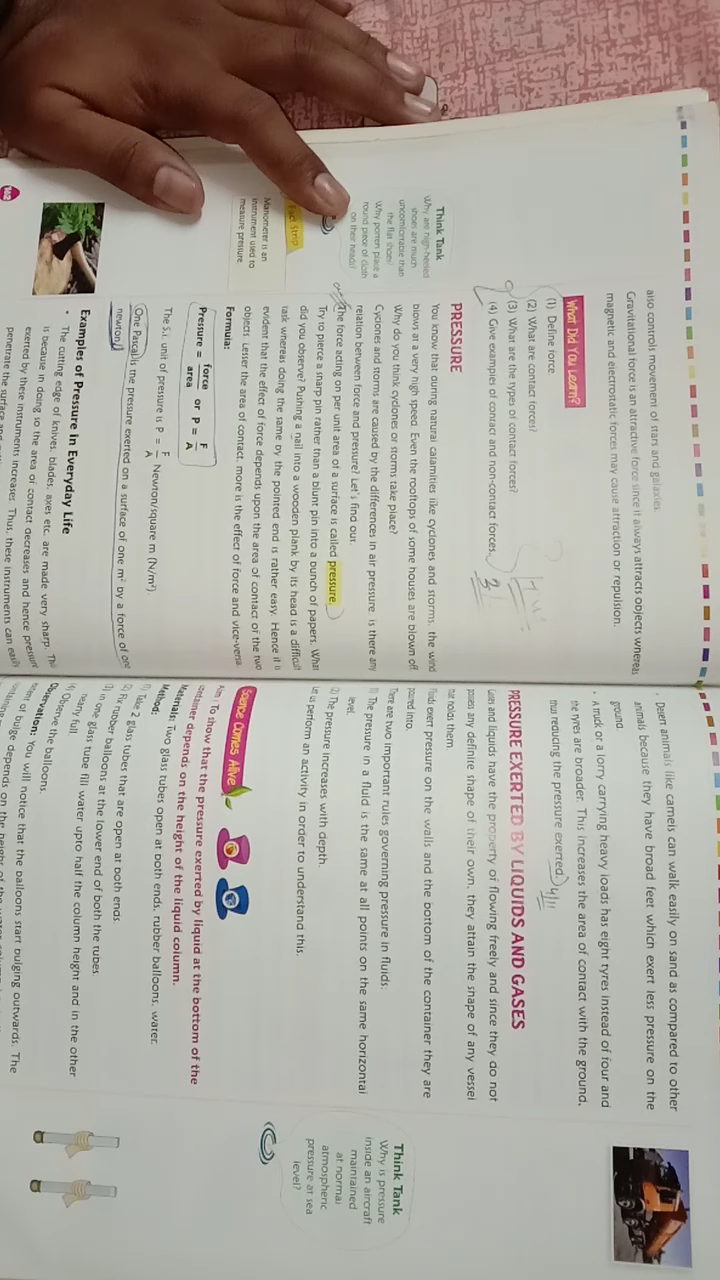 also controls movement of stars and galaxies.
Gravitational force is an attractive force since it always attracts objects whereas
magnetic and electrostatic forces may cause attraction or repulsion.
What Did You Learn?
(1) Define force.
(2) What are contact forces?
(3) What are the types of contact forces?
(4) Give examples of contact and non-contact forces.
3
PRESSURE
Think Tank
Why are high-heeled
shoes are much
uncomfortable than
the flat shoes?
Why porters place a
round piece of cloth
on their heads?
You know that during natural calamities like cyclones and storms, the wind
blows at a very high speed. Even the rooftops of some houses are blown off.
Why do you think cyclones or storms take place?
Cyclones and storms are caused by the differences in air pressure. Is there any
relation between force and pressure? Let's find out.
The force acting on per unit area of a surface is called pressure.
Try to pierce a sharp pin rather than a blunt pin into a bunch of papers. What
did you observe? Pushing a nail into a wooden plank by its head is a difficult
task whereas doing the same by the pointed end is rather easy. Hence it is
evident that the effect of force depends upon the area of contact of the two
objects. Lesser the area of contact, more is the effect of force and vice-versa.
Strip
Manometer is an
instrument used to
measure pressure.
Formula:
Pressure = force / area or P = F / A
The S.I. unit of pressure is P = F / A Newton/square m (N/m²).
One Pascal is the pressure exerted on a surface of one m² by a force of one
newton.
Examples of Pressure in Everyday Life
• The cutting edge of knives, blades, axes etc. are made very sharp. This
is because in doing so the area of contact decreases and hence pressure
exerted by these instruments increases. Thus, these instruments can easily
penetrate the surface and
162
• Desert animals like camels can walk easily on sand as compared to other
animals because they have broad feet which exert less pressure on the
ground.
• A truck or a lorry carrying heavy loads has eight tyres instead of four and
the tyres are broader. This increases the area of contact with the ground,
thus reducing the pressure exerted.
PRESSURE EXERTED BY LIQUIDS AND GASES
Gases and liquids have the property of flowing freely and since they do not
posses any definite shape of their own, they attain the shape of any vessel
that holds them.
Fluids exert pressure on the walls and the bottom of the container they are
poured into.
There are two important rules governing pressure in fluids:
(1) The pressure in a fluid is the same at all points on the same horizontal
level.
(2) The pressure increases with depth.
Let us perform an activity in order to understand this.
Think Tank
Why is pressure
inside an aircraft
maintained
at normal
atmospheric
pressure at sea
level?
Science Comes Alive
Aim : To show that the pressure exerted by liquid at the bottom of the
container depends on the height of the liquid column.
Materials: Two glass tubes open at both ends, rubber balloons, water.
Method:
(1) Take 2 glass tubes that are open at both ends.
(2) Fix rubber balloons at the lower end of both the tubes.
(3) In one glass tube fill water upto half the column height and in the other
nearly full.
(4) Observe the balloons.
Observation: You will notice that the balloons start bulging outwards. The
of bulge depends on the height of the water column